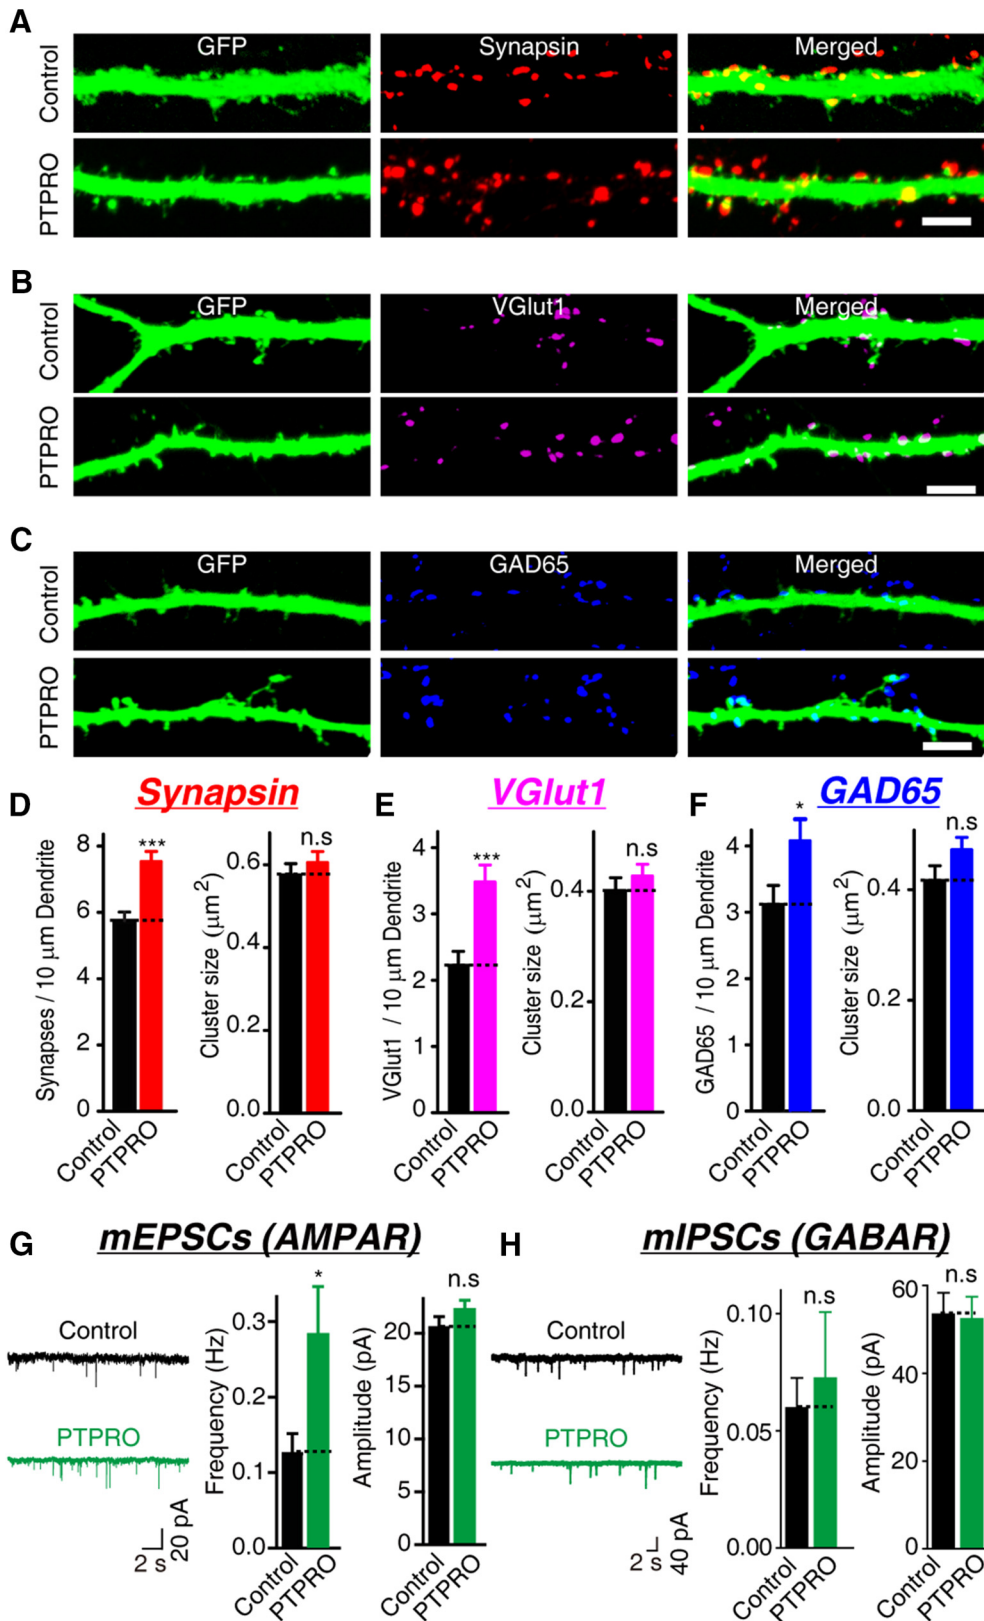 A
GFP
Synapsin
Merged
Control
PTPRO
B
GFP
VGlut1
Merged
Control
PTPRO
C
GFP
GAD65
Merged
Control
PTPRO
D
Synapsin
E
VGlut1
F
GAD65
Synapses / 10 µm Dendrite
8
6
4
2
0
***
Control
PTPRO
Cluster size (µm²)
0.6
0.4
0.2
0.0
n.s
Control
PTPRO
VGlut1 / 10 µm Dendrite
4
3
2
1
0
***
Control
PTPRO
Cluster size (µm²)
0.4
0.2
0.0
n.s
Control
PTPRO
GAD65 / 10 µm Dendrite
4
3
2
1
0
*
Control
PTPRO
Cluster size (µm²)
0.4
0.2
0.0
n.s
Control
PTPRO
G
mEPSCs (AMPAR)
Control
PTPRO
2 s
20 pA
Frequency (Hz)
0.3
0.2
0.1
0.0
*
Control
PTPRO
Amplitude (pA)
20
15
10
5
0
n.s
Control
PTPRO
H
mIPSCs (GABAR)
Control
PTPRO
2 s
40 pA
Frequency (Hz)
0.10
0.05
0.00
n.s
Control
PTPRO
Amplitude (pA)
60
40
20
0
n.s
Control
PTPRO